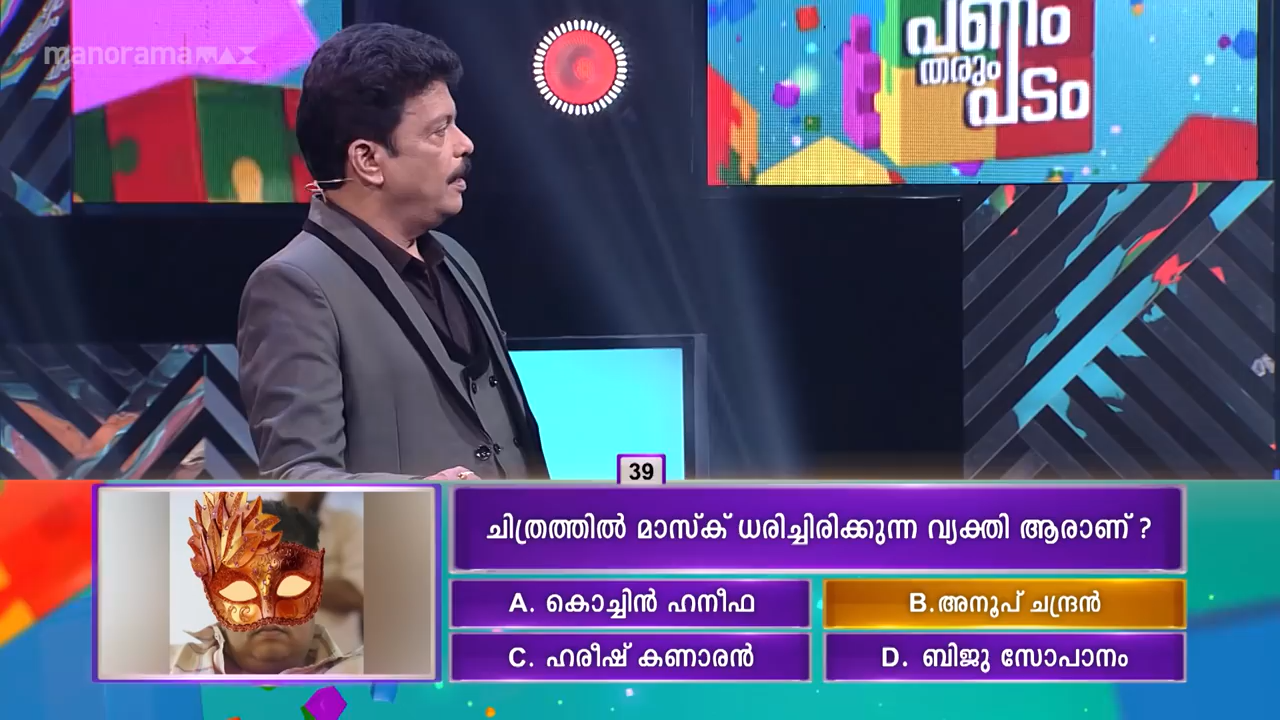 manoramaMAX
പണം
തരും
പടം
39
ചിത്രത്തിൽ മാസ്ക് ധരിച്ചിരിക്കുന്ന വ്യക്തി ആരാണ് ?
A. കൊച്ചിൻ ഹനീഫ
B.അനൂപ് ചന്ദ്രൻ
C. ഹരീഷ് കണാരൻ
D. ബിജു സോപാനം